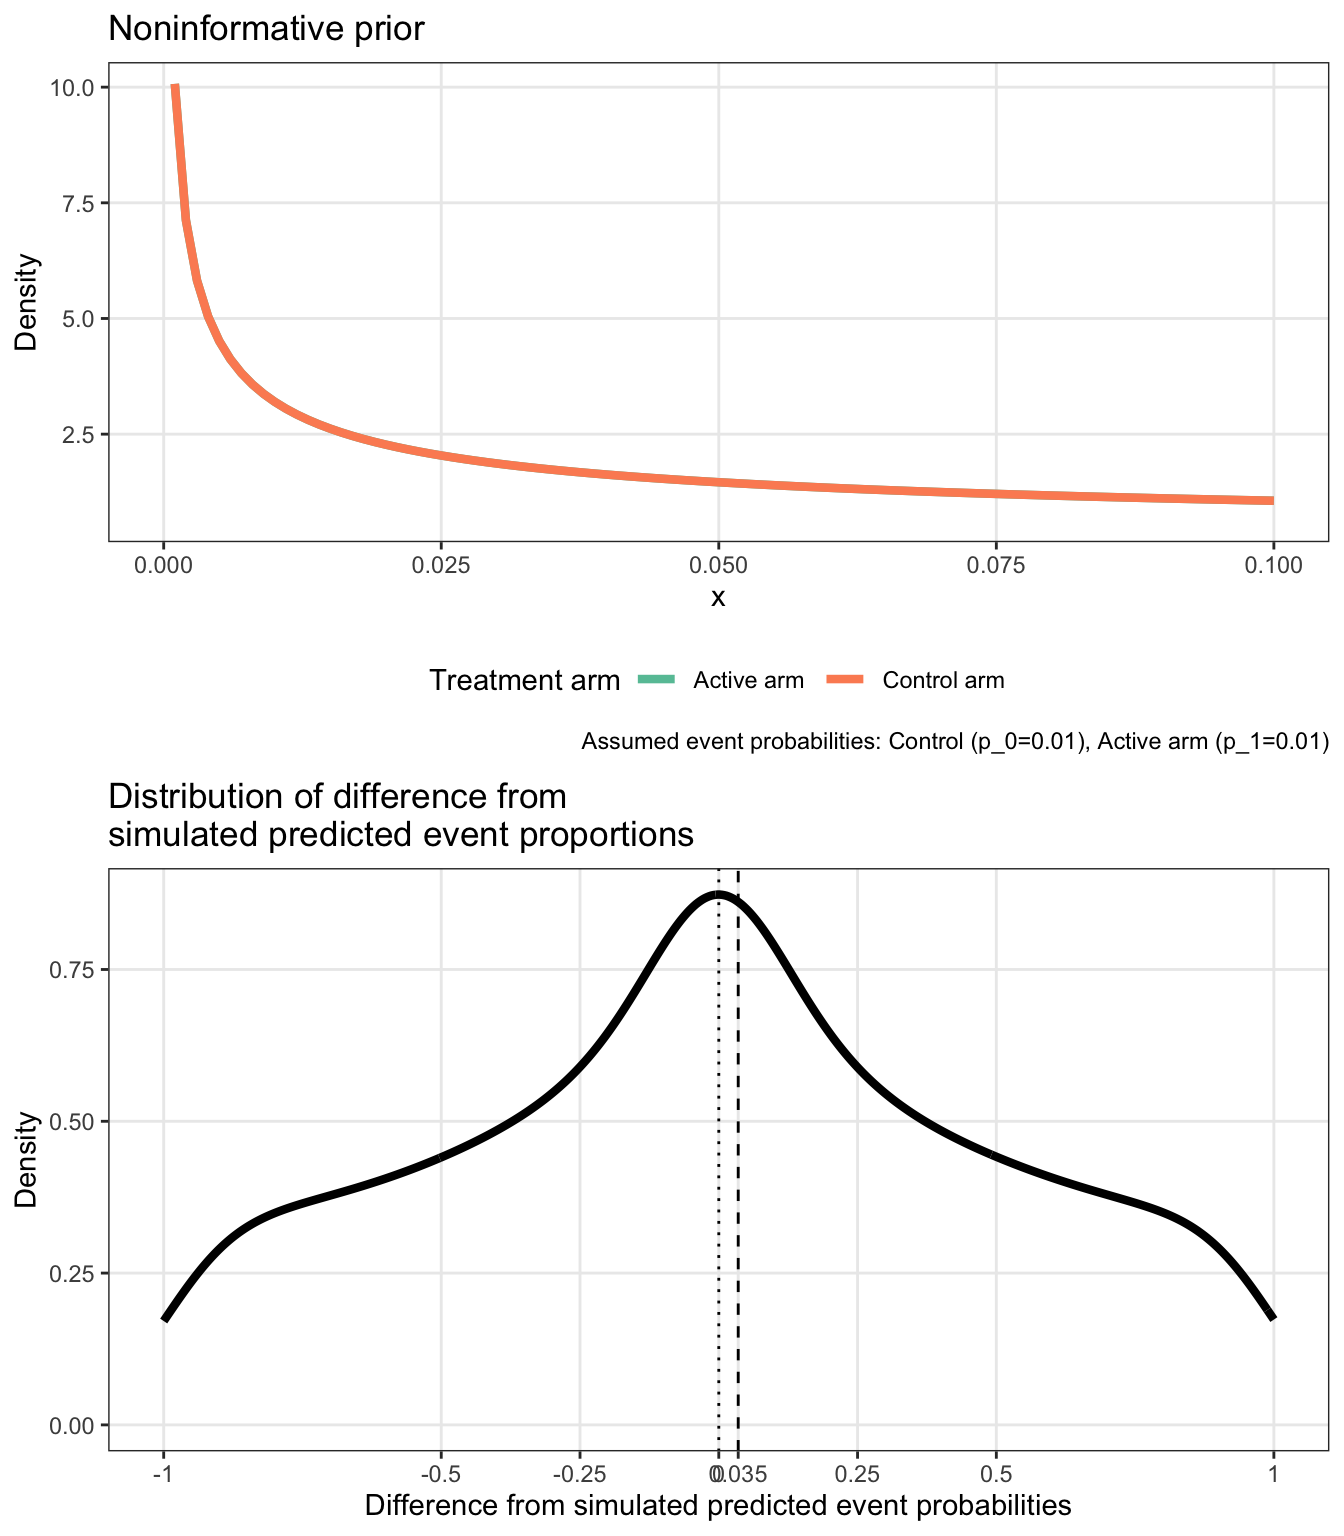 Noninformative prior
10.0
7.5
5.0
2.5
Density
0.000 0.025 0.050 0.075 0.100
x
Treatment arm Active arm Control arm
Assumed event probabilities: Control (p_0=0.01), Active arm (p_1=0.01)
Distribution of difference from
simulated predicted event proportions
0.75
0.50
0.25
0.00
Density
-1 -0.5 -0.25 0 0.035 0.25 0.5 1
Difference from simulated predicted event probabilities